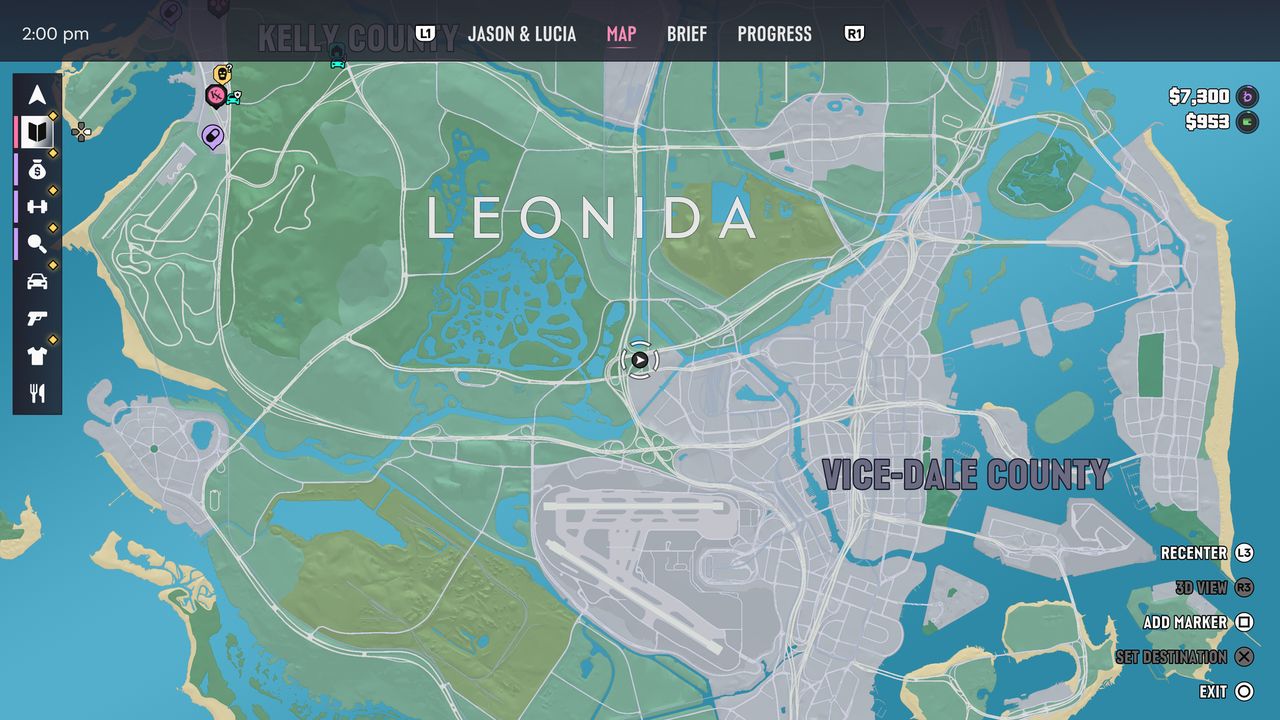 2:00 pm
KELLY COUNTY
L1 JASON & LUCIA MAP BRIEF PROGRESS R1
$7,300
$953
LEONIDA
VICE-DALE COUNTY
RECENTER L3
3D VIEW R3
ADD MARKER
SET DESTINATION
EXIT